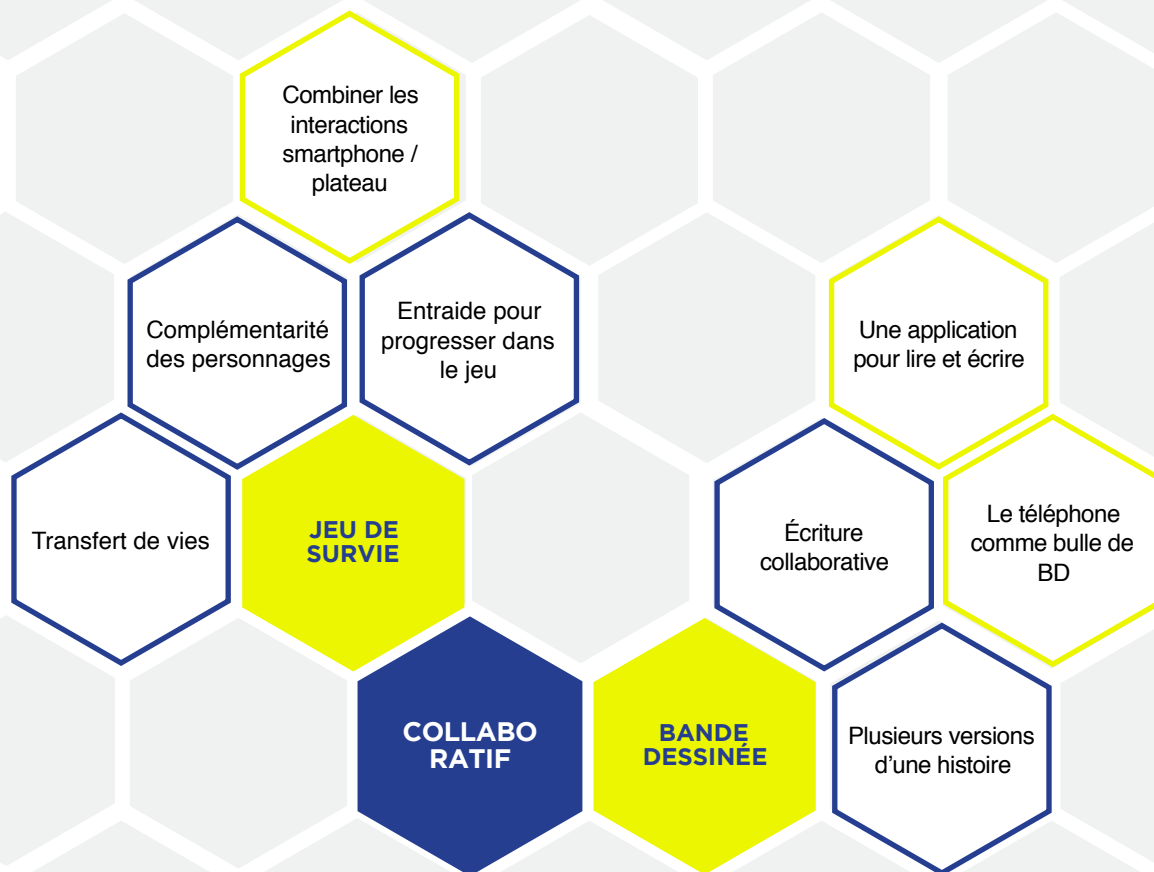 Combiner les
interactions
smartphone /
plateau
Complémentarité
des personnages
Entraide pour
progresser dans
le jeu
Une application
pour lire et écrire
Transfert de vies
JEU DE
SURVIE
Écriture
collaborative
Le téléphone
comme bulle de
BD
COLLABO
RATIF
BANDE
DESSINÉE
Plusieurs versions
d’une histoire